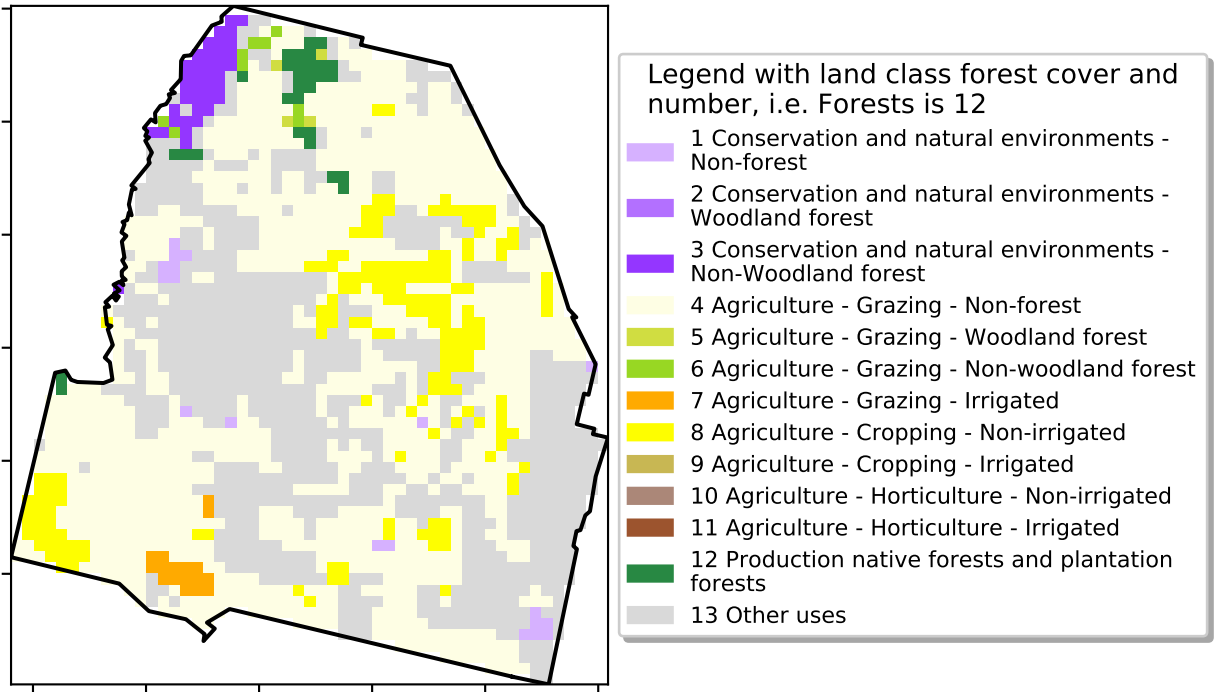 Legend with land class forest cover and
number, i.e. Forests is 12
1 Conservation and natural environments -
Non-forest
2 Conservation and natural environments -
Woodland forest
3 Conservation and natural environments -
Non-Woodland forest
4 Agriculture - Grazing - Non-forest
5 Agriculture - Grazing - Woodland forest
6 Agriculture - Grazing - Non-woodland forest
7 Agriculture - Grazing - Irrigated
8 Agriculture - Cropping - Non-irrigated
9 Agriculture - Cropping - Irrigated
10 Agriculture - Horticulture - Non-irrigated
11 Agriculture - Horticulture - Irrigated
12 Production native forests and plantation
forests
13 Other uses